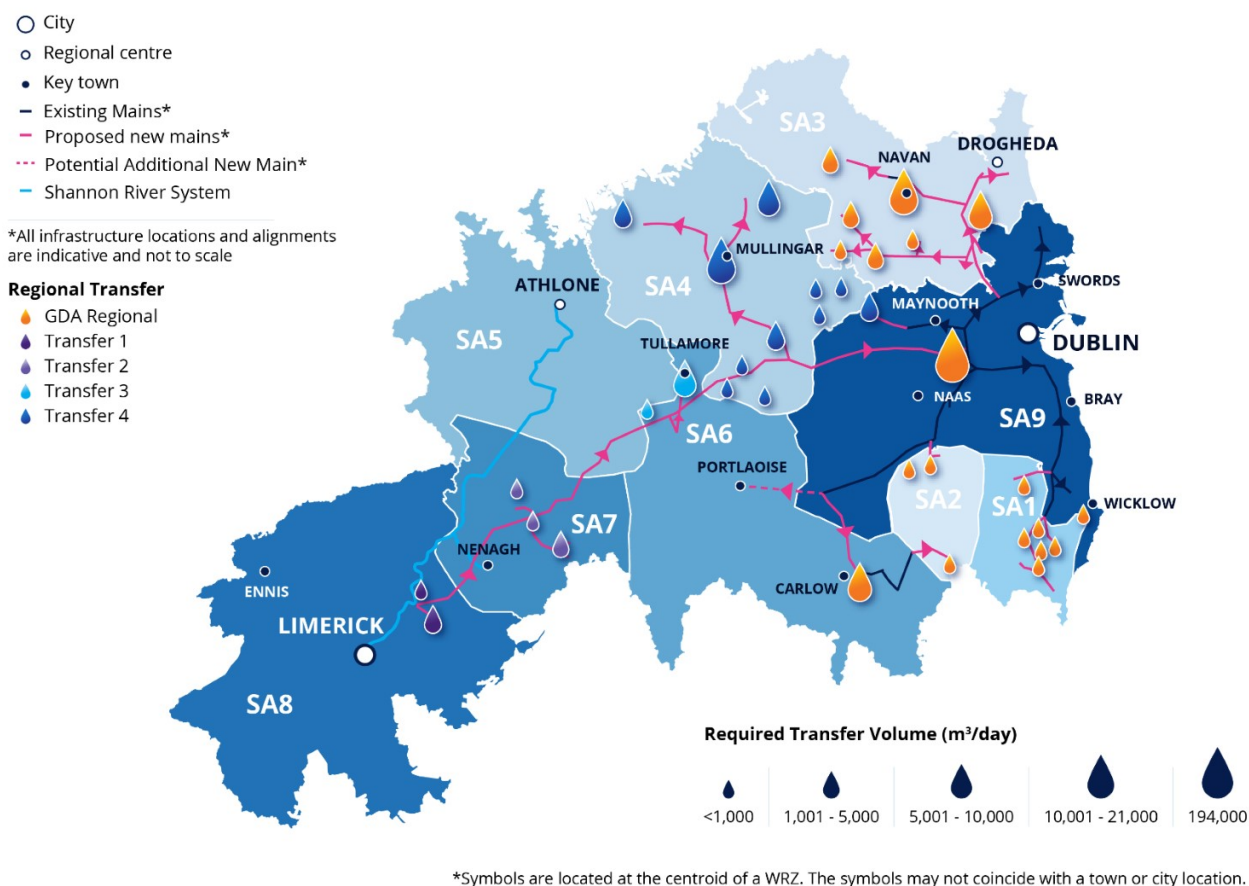 City
Regional centre
Key town
Existing Mains*
Proposed new mains*
Potential Additional New Main*
Shannon River System
*All infrastructure locations and alignments
are indicative and not to scale
Regional Transfer
GDA Regional
Transfer 1
Transfer 2
Transfer 3
Transfer 4
SA3
DROGHEDA
NAVAN
MULLINGAR
SA4
SWORDS
ATHLONE
MAYNOOTH
SA5
TULLAMORE
DUBLIN
NAAS
BRAY
SA9
SA6
PORTLAOISE
SA2
SA1
WICKLOW
SA7
NENAGH
ENNIS
CARLOW
LIMERICK
SA8
Required Transfer Volume (m³/day)
<1,000
1,001 - 5,000
5,001 - 10,000
10,001 - 21,000
194,000
*Symbols are located at the centroid of a WRZ. The symbols may not coincide with a town or city location.